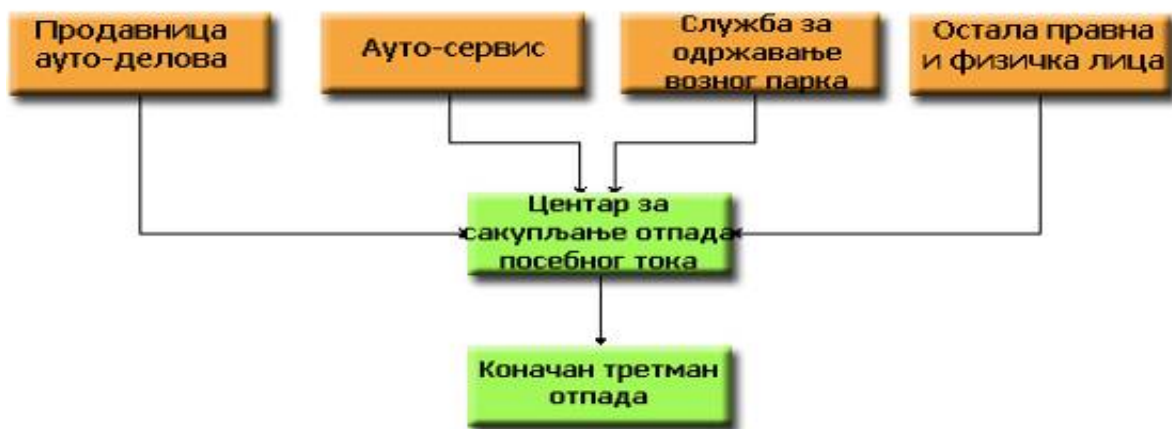 Продавница
ауто-делова
Ауто-сервис
Служба за
одржавање
возног парка
Остала правна
и физичка лица
Центар за
сакупљање отпада
посебног тока
Коначан третман
отпада